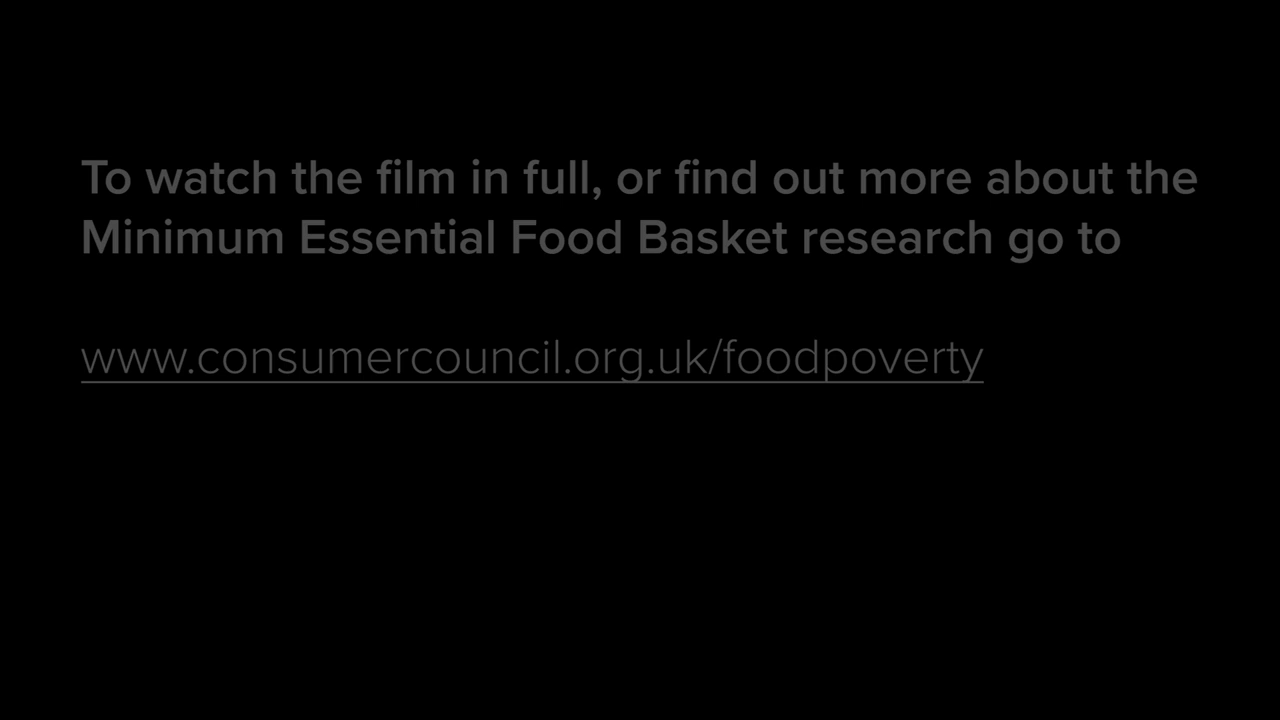 To watch the film in full, or find out more about the
Minimum Essential Food Basket research go to
www.consumercouncil.org.uk/foodpoverty